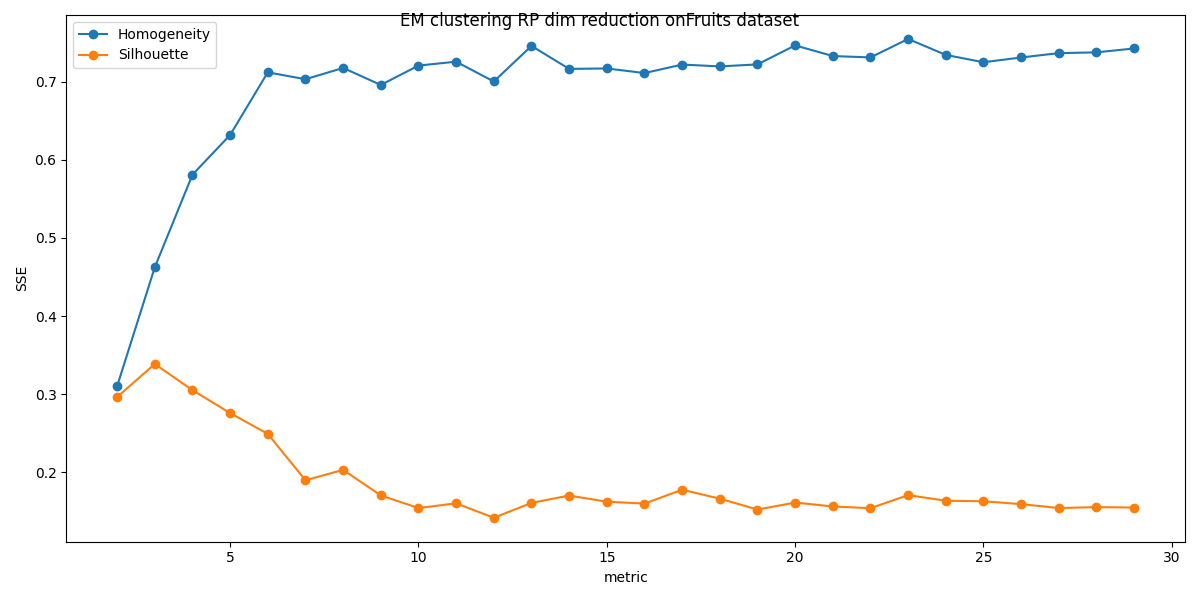 EM clustering RP dim reduction onFruits dataset
Homogeneity
Silhouette
0.7
0.6
0.5
0.4
0.3
0.2
SSE
5
10
15
20
25
30
metric